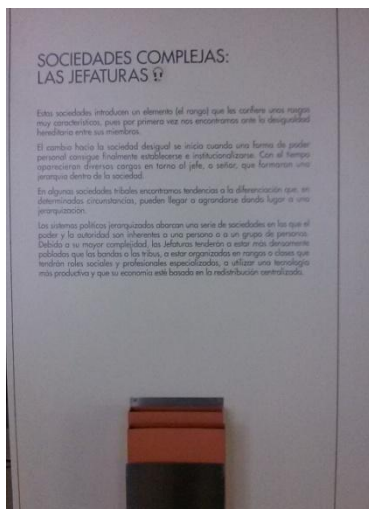 SOCIEDADES COMPLEJAS:
LAS JEFATURAS
Estas sociedades introducen un elemento (el rango) que les confiere unos rasgos
muy característicos, pues por primera vez nos encontramos ante la desigualdad
hereditaria entre sus miembros.
El cambio hacia la sociedad desigual se inicia cuando una forma de poder
personal consigue finalmente establecerse e institucionalizarse. Con el tiempo
aparecieron diversos cargos en torno al jefe, o señor, que formaron una
jerarquía dentro de la sociedad.
En algunas sociedades tribales encontramos tendencias a la diferenciación que, en
determinadas circunstancias, pueden llegar a agrandarse dando lugar a una
jerarquización.
Los sistemas políticos jerarquizados abarcan una serie de sociedades en las que el
poder y la autoridad son inherentes a una persona o a un grupo de personas.
Debido a su mayor complejidad, las Jefaturas tenderán a estar más densamente
pobladas que las bandas o las tribus, a estar organizadas en rangos o clases que
tendrán roles sociales y profesionales especializados, a utilizar una tecnología
más productiva y que su economía esté basada en la redistribución centralizada.